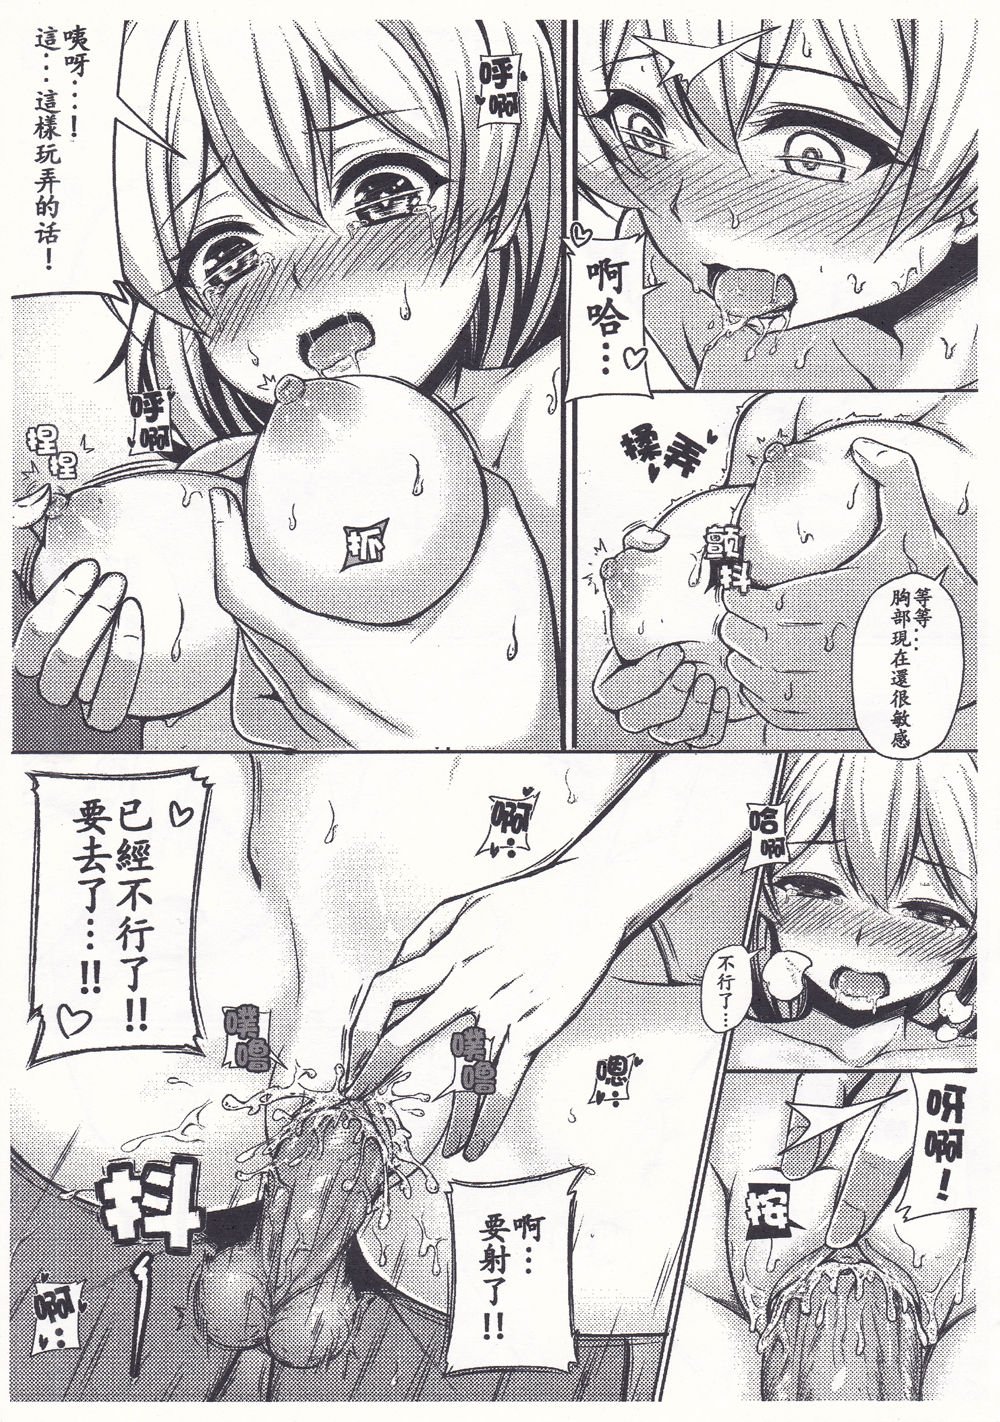 啊哈…
呼啊
咦呀…！
這…這樣玩弄的话！
呼啊
捏捏
抓
揉弄
顫抖
等等…
胸部現在還很敏感
哈啊
不行了…
呀啊！
按
啊…
已經不行了!!
要去了…!!
噗嚕
噗嚕
嗯…
抖
啊…
要射了!!
啊…